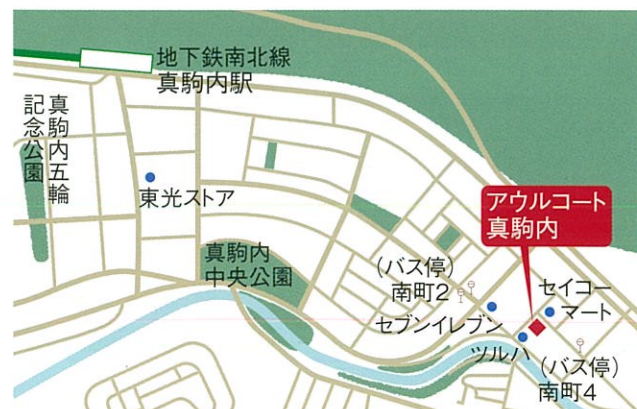 地下鉄南北線
真駒内駅
真駒内五輪
記念公園
東光ストア
真駒内
中央公園
アウルコート
真駒内
(バス停)
南町2
セイコー
マート
セブンイレブン
ツルハ
(バス停)
南町4